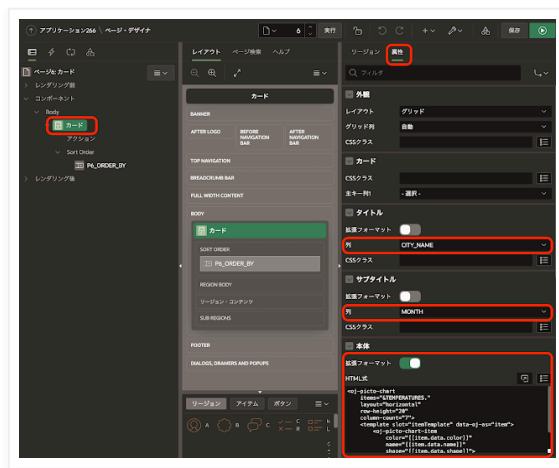 アプリケーション266 \ ページ・デザイナ
6
実行
保存
ページ6: カード
レンダリング前
コンポーネント
Body
カード
アクション
Sort Order
P6_ORDER_BY
レンダリング後
レイアウト ページ検索 ヘルプ
カード
BANNER
AFTER LOGO
BEFORE NAVIGATION BAR
AFTER NAVIGATION BAR
TOP NAVIGATION
BREADCRUMB BAR
FULL WIDTH CONTENT
BODY
カード
SORT ORDER
P6_ORDER_BY
REGION BODY
リージョン・コンテンツ
SUB REGIONS
FOOTER
DIALOGS, DRAWERS AND POPUPS
リージョン アイテム ボタン
リージョン 属性
フィルタ
外観
レイアウト グリッド
グリッド列 自動
CSSクラス
カード
CSSクラス
主キー列1 - 選択 -
タイトル
拡張フォーマット
列 CITY_NAME
CSSクラス
サブタイトル
拡張フォーマット
列 MONTH
CSSクラス
本体
拡張フォーマット
HTML式
<oj-picto-chart
items="&TEMPERATURES."
layout="horizontal"
row-height="20"
column-count="7">
<template slot="itemTemplate" data-oj-as="item">
<oj-picto-chart-item
color="[[item.data.color]]"
name="[[item.data.name]]"
shape="[[item.data.shape]]"